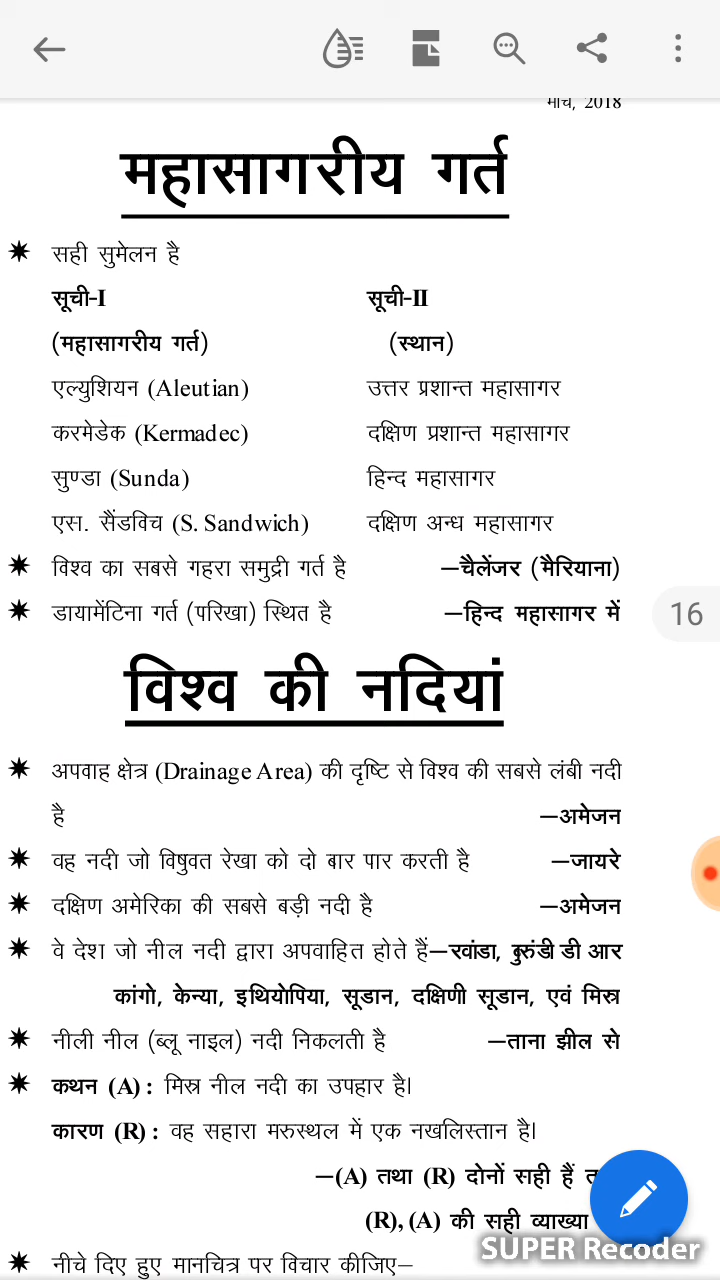 मार्च, 2018
महासागरीय गर्त
✷ सही सुमेलन है
सूची-I सूची-II
(महासागरीय गर्त) (स्थान)
एल्युशियन (Aleutian) उत्तर प्रशान्त महासागर
करमेडेक (Kermadec) दक्षिण प्रशान्त महासागर
सुण्डा (Sunda) हिन्द महासागर
एस. सैंडविच (S. Sandwich) दक्षिण अन्ध महासागर
✷ विश्व का सबसे गहरा समुद्री गर्त है –चैलेंजर (मैरियाना)
✷ डायामेंटिना गर्त (परिखा) स्थित है –हिन्द महासागर में
16
विश्व की नदियां
✷ अपवाह क्षेत्र (Drainage Area) की दृष्टि से विश्व की सबसे लंबी नदी
है –अमेजन
✷ वह नदी जो विषुवत रेखा को दो बार पार करती है –जायरे
✷ दक्षिण अमेरिका की सबसे बड़ी नदी है –अमेजन
✷ वे देश जो नील नदी द्वारा अपवाहित होते हैं–रवांडा, बुरुंडी डी आर
कांगो, केन्या, इथियोपिया, सूडान, दक्षिणी सूडान, एवं मिस्र
✷ नीली नील (ब्लू नाइल) नदी निकलती है –ताना झील से
✷ कथन (A) : मिस्र नील नदी का उपहार है।
कारण (R) : वह सहारा मरुस्थल में एक नखलिस्तान है।
–(A) तथा (R) दोनों सही हैं
(R), (A) की सही व्याख्या
SUPER Recoder
✷ नीचे दिए हुए मानचित्र पर विचार कीजिए–